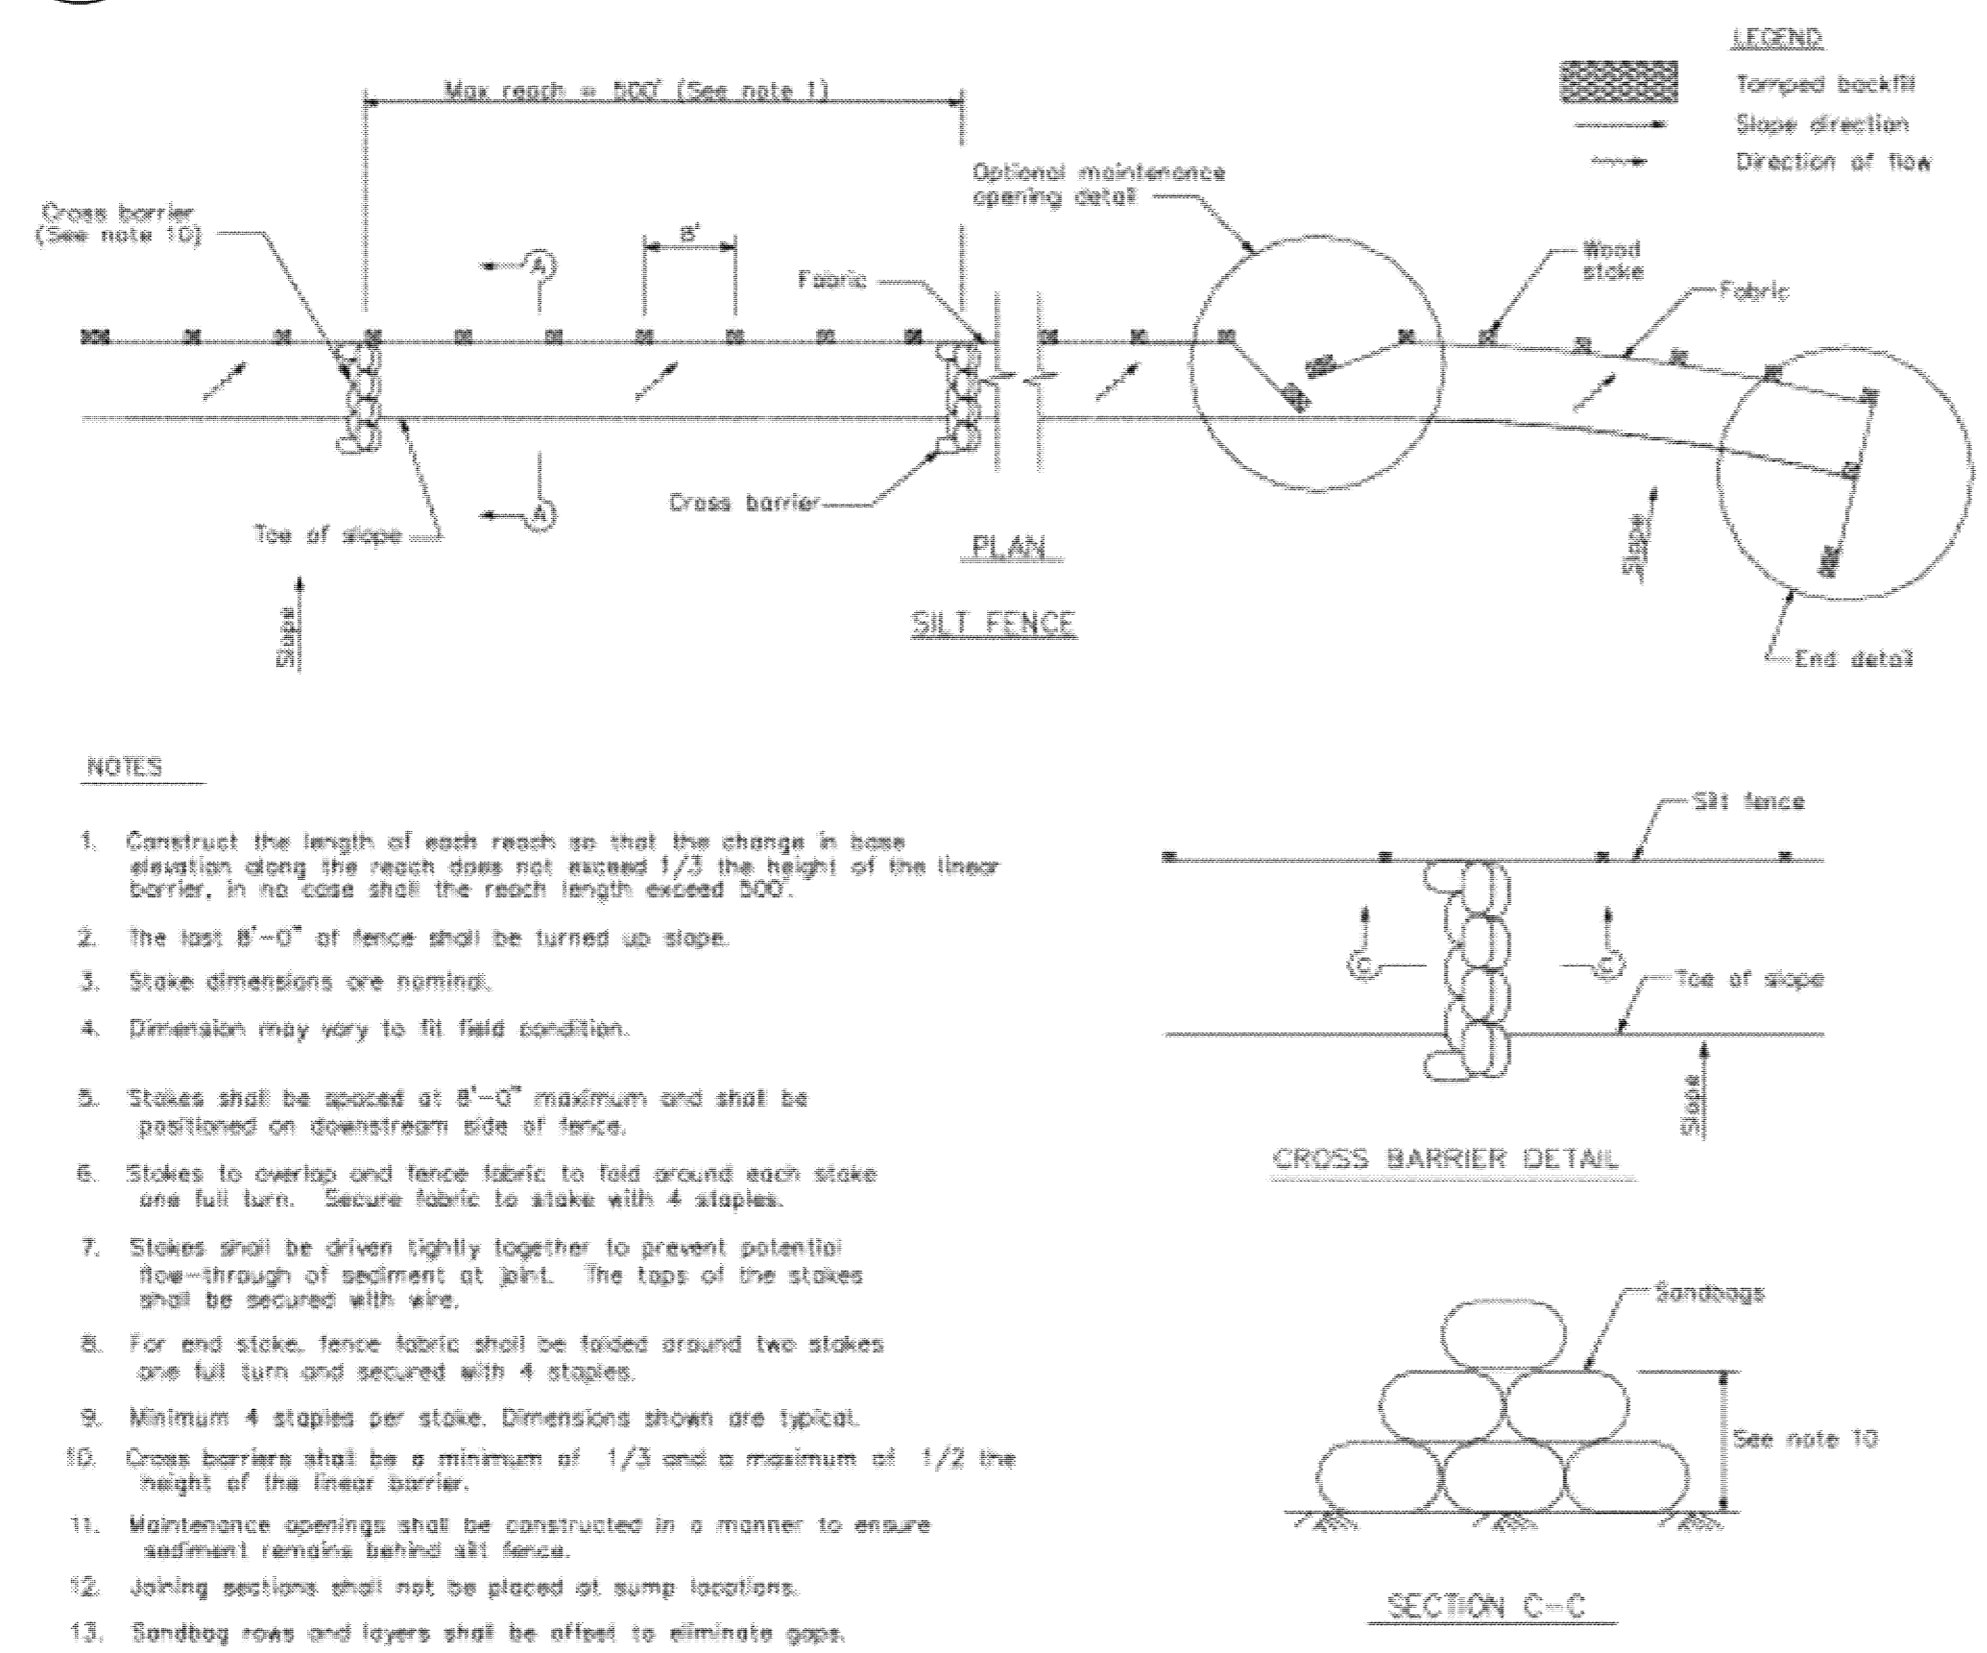 LEGEND
Tamped backfill
Slope direction
Direction of flow
Max reach = 500' (See note 1)
Optional maintenance
opening detail
Cross barrier
(See note 10)
A
8'
Fabric
Wood
stake
Fabric
Cross barrier
A
Toe of slope
PLAN
Slope
Slope
SILT FENCE
End detail
NOTES
1. Construct the length of each reach so that the change in base
elevation along the reach does not exceed 1/3 the height of the linear
barrier, in no case shall the reach length exceed 500'.
2. The last 8'-0" of fence shall be turned up slope.
3. Stake dimensions are nominal.
4. Dimension may vary to fit field condition.
5. Stakes shall be spaced at 8'-0" maximum and shall be
positioned on downstream side of fence.
6. Stakes to overlap and fence fabric to fold around each stake
one full turn. Secure fabric to stake with 4 staples.
7. Stakes shall be driven tightly together to prevent potential
flow-through of sediment at joint. The tops of the stakes
shall be secured with wire.
8. For end stake, fence fabric shall be folded around two stakes
one full turn and secured with 4 staples.
9. Minimum 4 staples per stake. Dimensions shown are typical.
10. Cross barriers shall be a minimum of 1/3 and a maximum of 1/2 the
height of the linear barrier.
11. Maintenance openings shall be constructed in a manner to ensure
sediment remains behind silt fence.
12. Joining sections shall not be placed at sump locations.
13. Sandbag rows and layers shall be offset to eliminate gaps.
Silt fence
C
C
Toe of slope
Slope
CROSS BARRIER DETAIL
Sandbags
See note 10
SECTION C-C